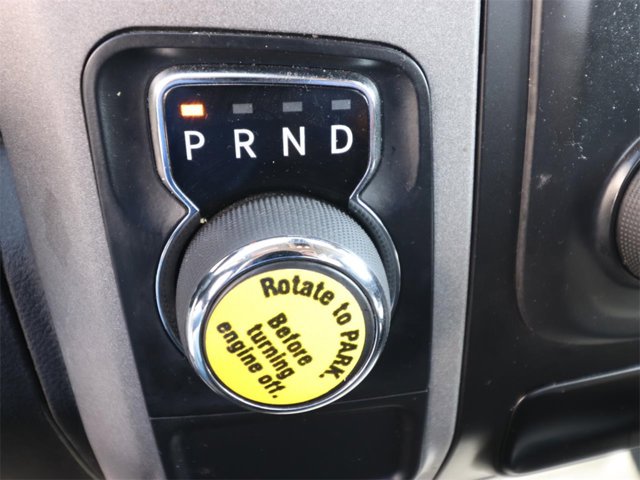 P R N D
Rotate to PARK.
Before
turning
engine off.